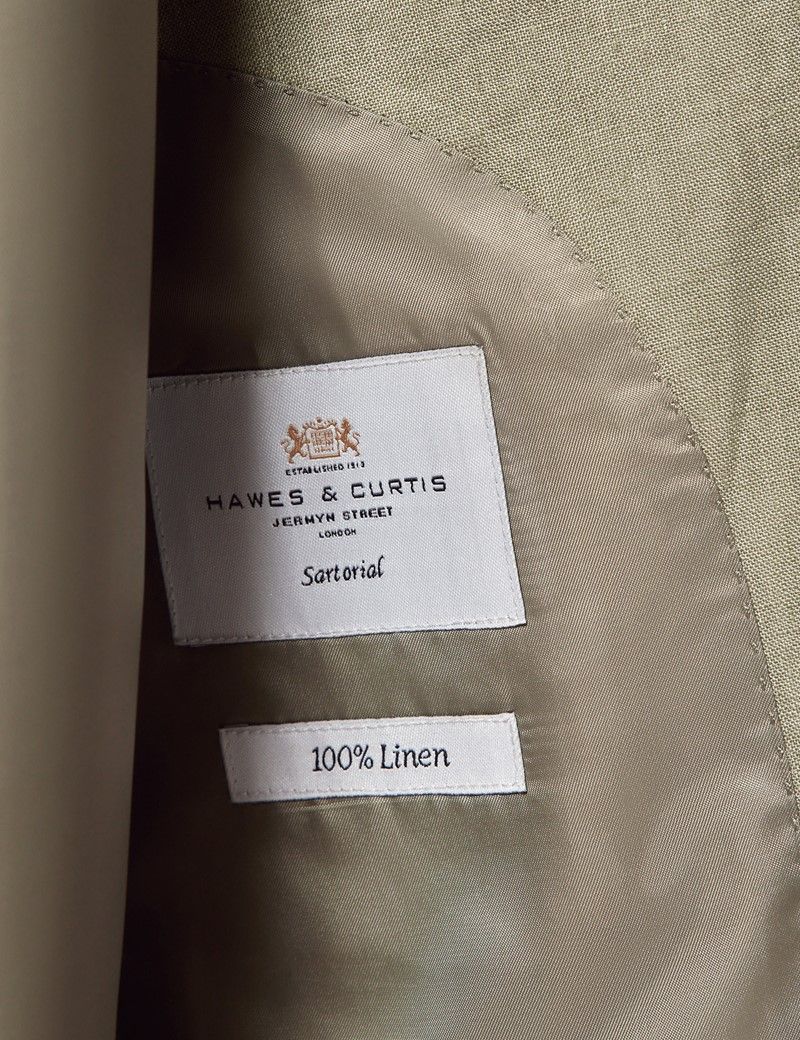 ESTABLISHED 1913
HAWES & CURTIS
JERMYN STREET
LONDON
Sartorial
100% Linen